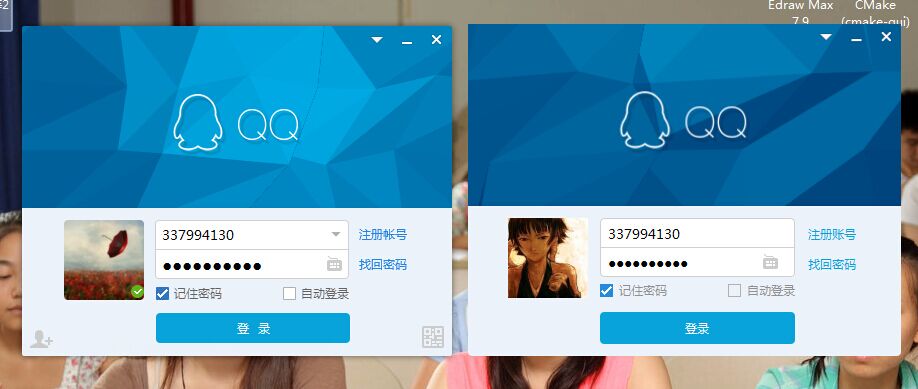 Edraw Max
7.9
CMake
(cmake-gui)
QQ
337994130
注册帐号
●●●●●●●●●●
找回密码
记住密码
自动登录
登 录
QQ
337994130
注册账号
●●●●●●●●●●
找回密码
记住密码
自动登录
登录